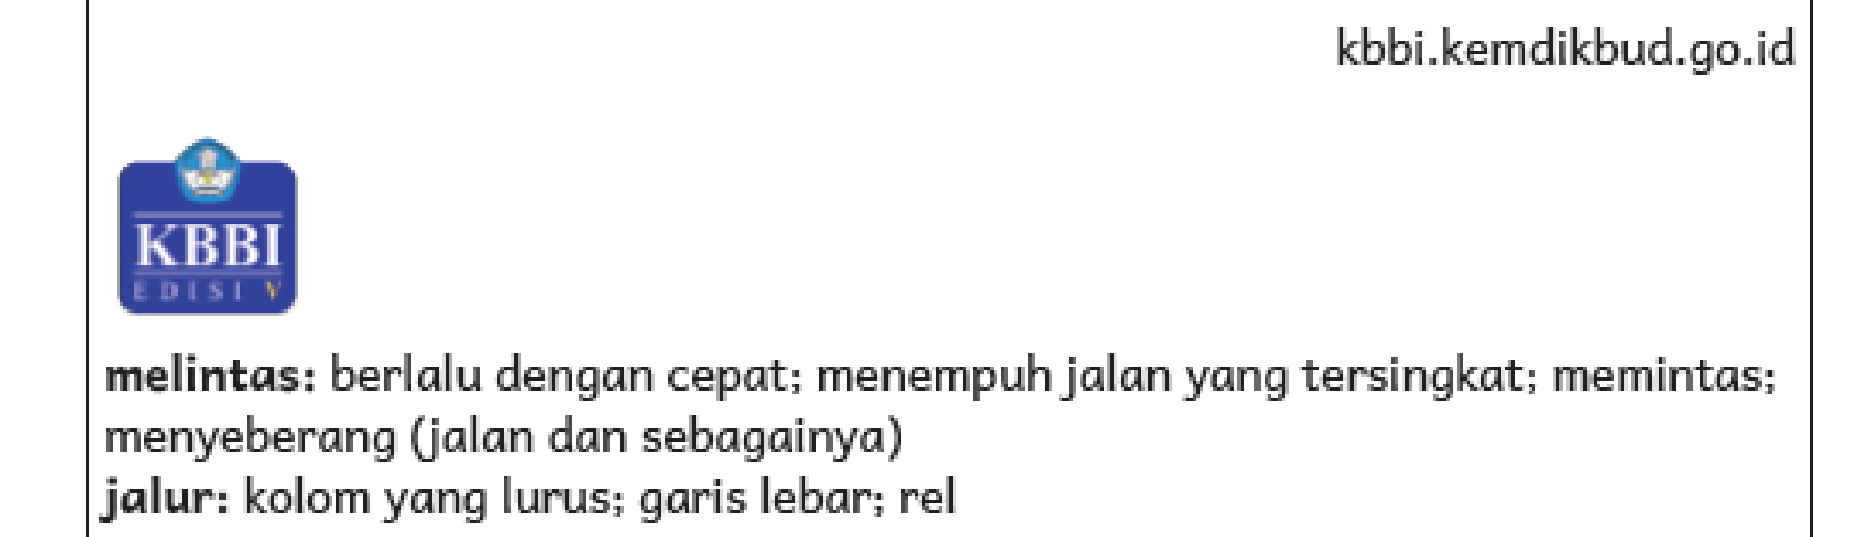 kbbi.kemdikbud.go.id
KBBI
EDISI V
melintas: berlalu dengan cepat; menempuh jalan yang tersingkat; memintas;
menyeberang (jalan dan sebagainya)
jalur: kolom yang lurus; garis lebar; rel